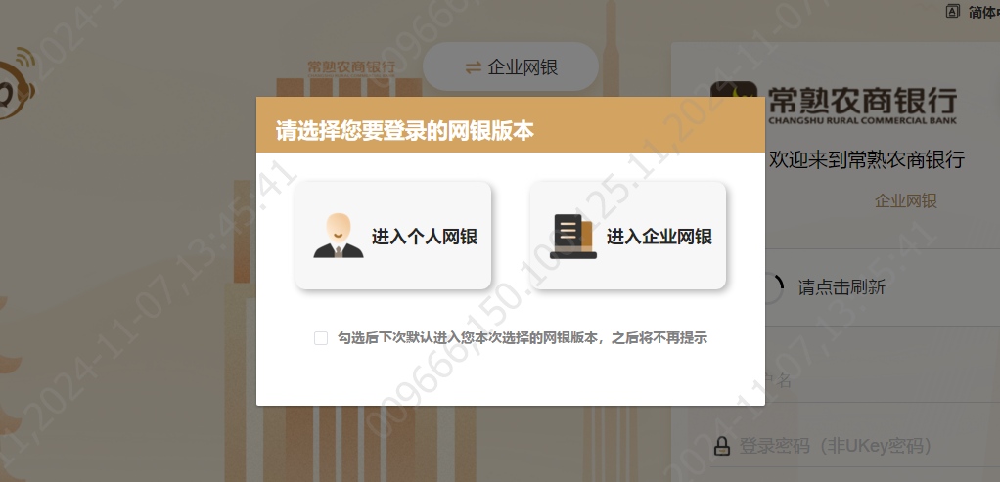 简体中
常熟农商银行
企业网银
常熟农商银行
CHANGSHU RURAL COMMERCIAL BANK
请选择您要登录的网银版本
欢迎来到常熟农商银行
企业网银
进入个人网银
进入企业网银
请点击刷新
勾选后下次默认进入您本次选择的网银版本，之后将不再提示
户名
登录密码（非UKey密码）
2024-11-07,13:45:41